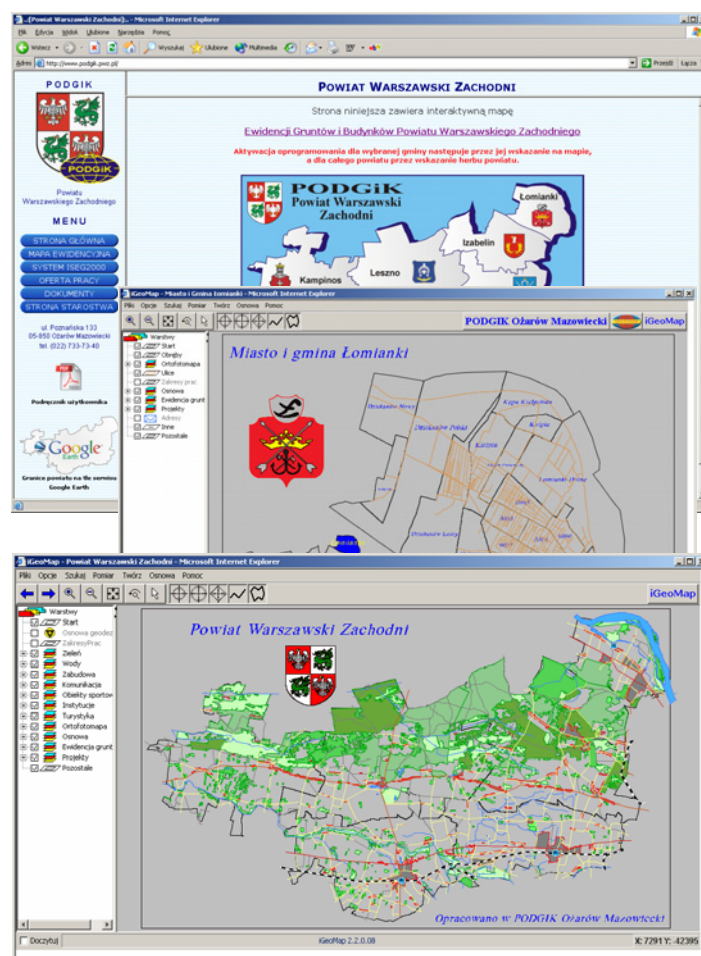 ..(Powiat Warszawski Zachodni).. - Microsoft Internet Explorer
Plik Edycja Widok Ulubione Narzędzia Pomoc
Wstecz Wyszukaj Ulubione Multimedia
Adres http://www.podgik.pwz.pl/ Przejdź Łącza
PODGIK
PODGiK
Powiatu
Warszawskiego Zachodniego
MENU
STRONA GŁÓWNA
MAPA EWIDENCYJNA
SYSTEM ISEG2000
OFERTA PRACY
DOKUMENTY
STRONA STAROSTWA
ul. Poznańska 133
05-850 Ożarów Mazowiecki
tel. (022) 733-73-40
PDF
Podręcznik użytkownika
Google
Earth
Granice powiatu na tle serwisu
Google Earth
POWIAT WARSZAWSKI ZACHODNI
Strona niniejsza zawiera interaktywną mapę
Ewidencji Gruntów i Budynków Powiatu Warszawskiego Zachodniego
Aktywacja oprogramowania dla wybranej gminy następuje przez jej wskazanie na mapie,
a dla całego powiatu przez wskazanie herbu powiatu.
PODGiK
Powiat Warszawski
Zachodni
Łomianki
Izabelin
Leszno
Kampinos
iGeoMap - Miasto i Gmina Łomianki - Microsoft Internet Explorer
Pliki Opcje Szukaj Pomiar Twórz Osnowa Pomoc
PODGIK Ożarów Mazowiecki iGeoMap
Warstwy
Start
Obręby
Ortofotomapa
Ulice
Zakresy prac
Osnowa
Ewidencja grunt
Projekty
Adresy
Inne
Pozostałe
Miasto i gmina Łomianki
Dziekanów Nowy
Kępa Kiełpińska
Dziekanów Polski
Kiełpin
Łomianki Dolne
Dziekanów Leśny
iGeoMap - Powiat Warszawski Zachodni - Microsoft Internet Explorer
Pliki Opcje Szukaj Pomiar Twórz Osnowa Pomoc
iGeoMap
Warstwy
Start
Osnowa geodez
ZakresyPrac
Zieleń
Wody
Zabudowa
Komunikacja
Obiekty sportow
Instytucje
Turystyka
Ortofotomapa
Osnowa
Ewidencja grunt
Projekty
Pozostałe
Powiat Warszawski Zachodni
Opracowano w PODGIK Ożarów Mazowiecki
Doczytuj iGeoMap 2.2.0.08 X: 7291 Y: -42395